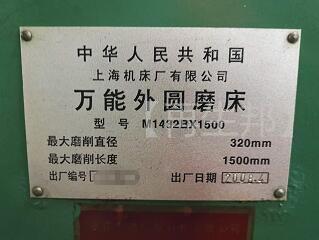 中华人民共和国
上海机床厂有限公司
万能外圆磨床
型 号 M1432BX1500
最大磨削直径 320mm
最大磨削长度 1500mm
出厂编号 出厂日期 2008.4